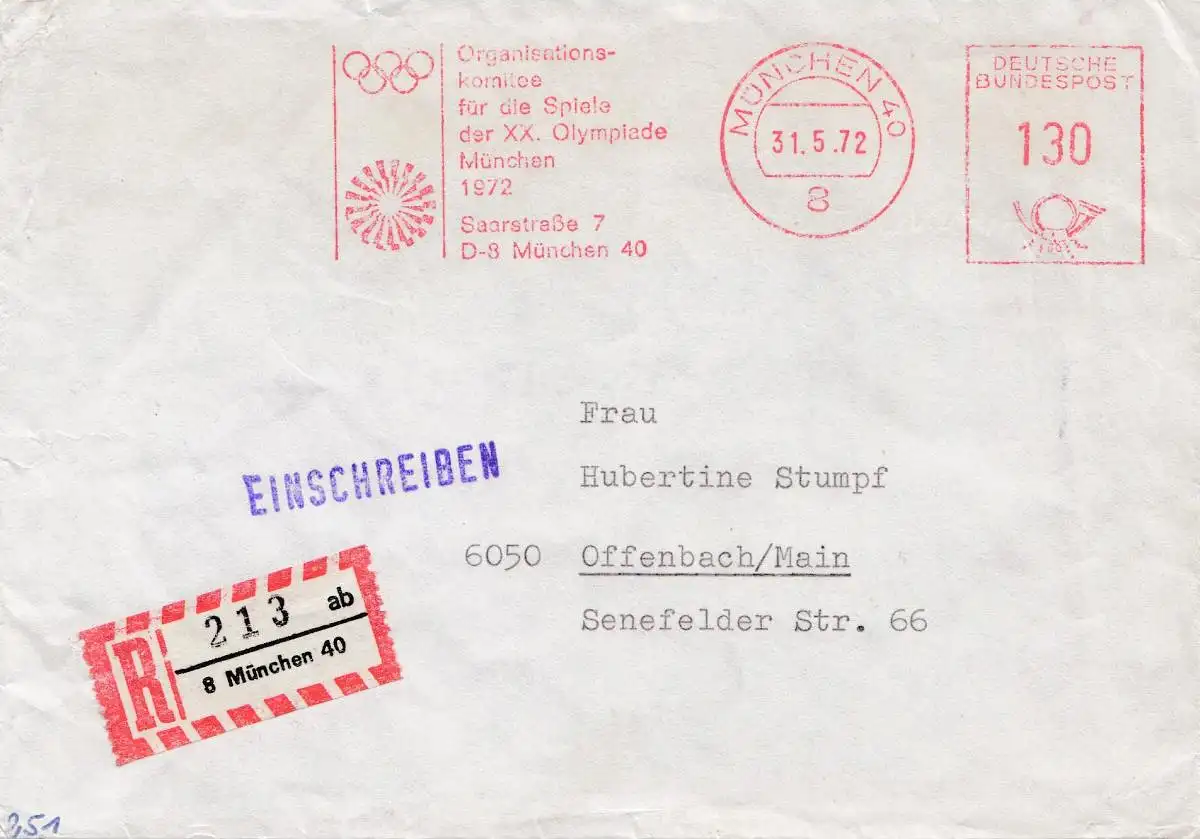 Organisations-
komitee
für die Spiele
der XX. Olympiade
München
1972
Saarstraße 7
D-8 München 40
MÜNCHEN 40
31.5.72
8
DEUTSCHE
BUNDESPOST
130
EINSCHREIBEN
Frau
Hubertine Stumpf
6050 Offenbach/Main
Senefelder Str. 66
R
213 ab
8 München 40